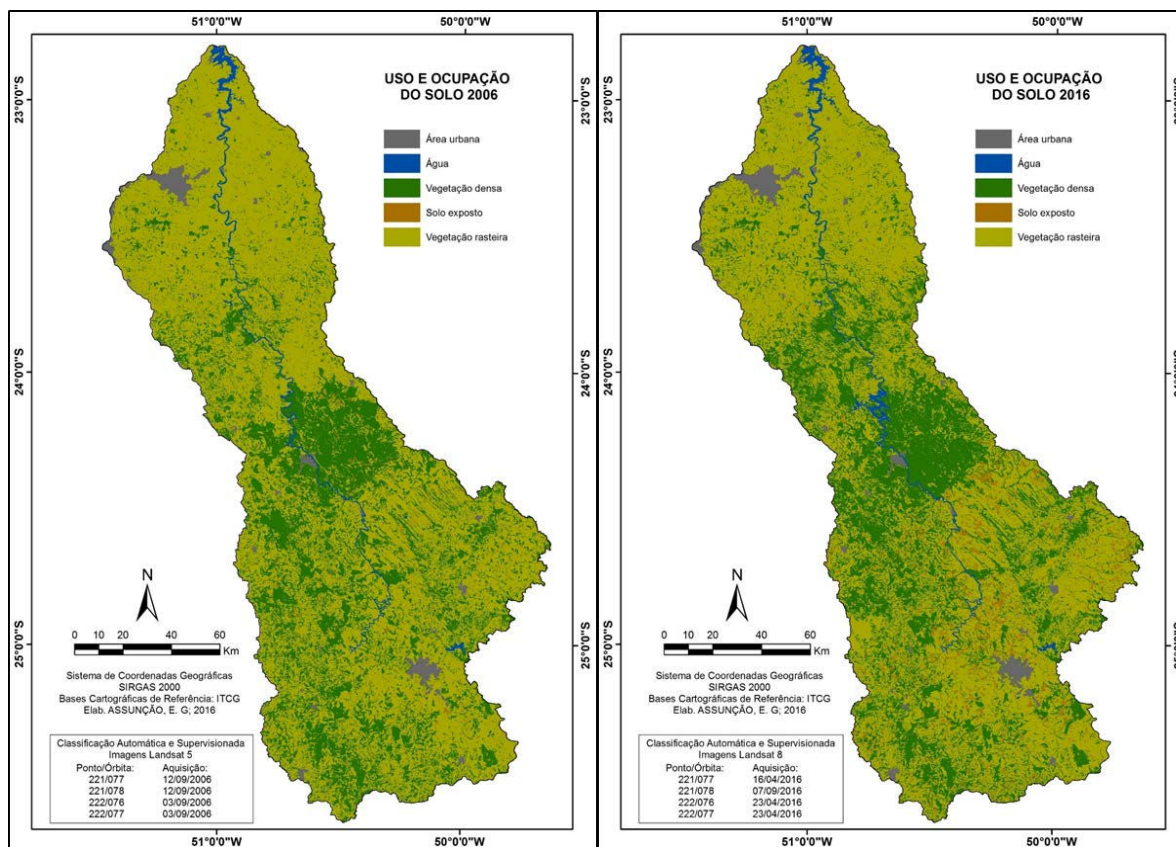 51°0'0"W 50°0'0"W
USO E OCUPAÇÃO
DO SOLO 2006
23°0'0"S
Área urbana
Água
Vegetação densa
Solo exposto
Vegetação rasteira
24°0'0"S
N
0 10 20 40 60
Km
25°0'0"S
Sistema de Coordenadas Geográficas
SIRGAS 2000
Bases Cartográficas de Referência: ITCG
Elab. ASSUNÇÃO, E. G; 2016
Classificação Automática e Supervisionada
Imagens Landsat 5
Ponto/Órbita: Aquisição:
221/077 12/09/2006
221/078 12/09/2006
222/076 03/09/2006
222/077 03/09/2006
51°0'0"W 50°0'0"W
51°0'0"W 50°0'0"W
USO E OCUPAÇÃO
DO SOLO 2016
23°0'0"S
Área urbana
Água
Vegetação densa
Solo exposto
Vegetação rasteira
24°0'0"S 24°0'0"S
N
0 10 20 40 60
Km
25°0'0"S 25°0'0"S
Sistema de Coordenadas Geográficas
SIRGAS 2000
Bases Cartográficas de Referência: ITCG
Elab. ASSUNÇÃO, E. G; 2016
Classificação Automática e Supervisionada
Imagens Landsat 8
Ponto/Órbita: Aquisição:
221/077 16/04/2016
221/078 07/09/2016
222/076 23/04/2016
222/077 23/04/2016
51°0'0"W 50°0'0"W